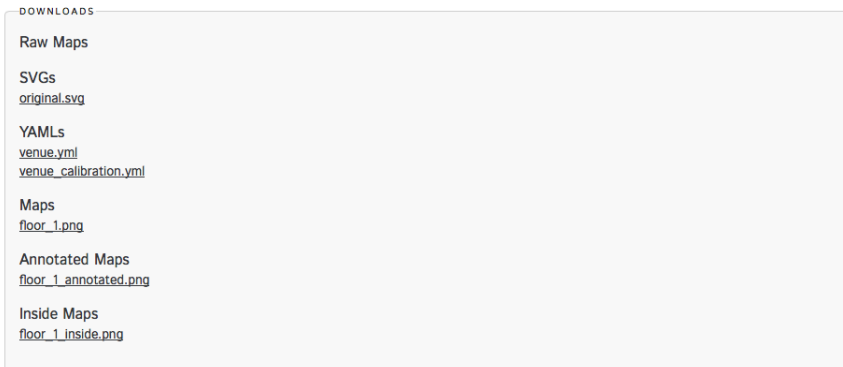 DOWNLOADS
Raw Maps
SVGs
original.svg
YAMLs
venue.yml
venue_calibration.yml
Maps
floor_1.png
Annotated Maps
floor_1_annotated.png
Inside Maps
floor_1_inside.png